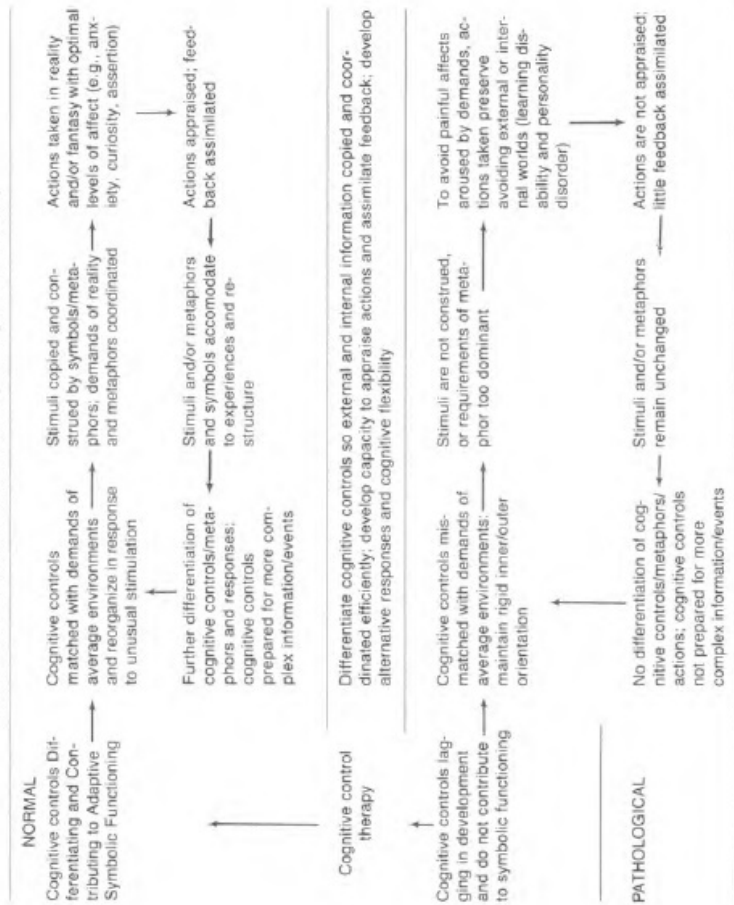 NORMAL
Cognitive controls Dif-
ferentiating and Con-
tributing to Adaptive
Symbolic Functioning
Cognitive controls
matched with demands of
average environments
and reorganize in response
to unusual stimulation
Stimuli copied and con-
strued by symbols/meta-
phors; demands of reality
and metaphors coordinated
Actions taken in reality
and/or fantasy with optimal
levels of affect (e.g., anx-
iety, curiosity, assertion)
Further differentiation of
cognitive controls/meta-
phors and responses;
cognitive controls
prepared for more com-
plex information/events
Stimuli and/or metaphors
and symbols accomodate
to experiences and re-
structure
Actions appraised; feed-
back assimilated
Cognitive control
therapy
Differentiate cognitive controls so external and internal information copied and coor-
dinated efficiently; develop capacity to appraise actions and assimilate feedback; develop
alternative responses and cognitive flexibility
Cognitive controls lag-
ging in development
and do not contribute
to symbolic functioning
Cognitive controls mis-
matched with demands of
average environments;
maintain rigid inner/outer
orientation
Stimuli are not construed,
or requirements of meta-
phor too dominant
To avoid painful affects
aroused by demands, ac-
tions taken preserve
avoiding external or inter-
nal worlds (learning dis-
ability and personality
disorder)
PATHOLOGICAL
No differentiation of cog-
nitive controls/metaphors/
actions; cognitive controls
not prepared for more
complex information/events
Stimuli and/or metaphors
remain unchanged
Actions are not appraised;
little feedback assimilated